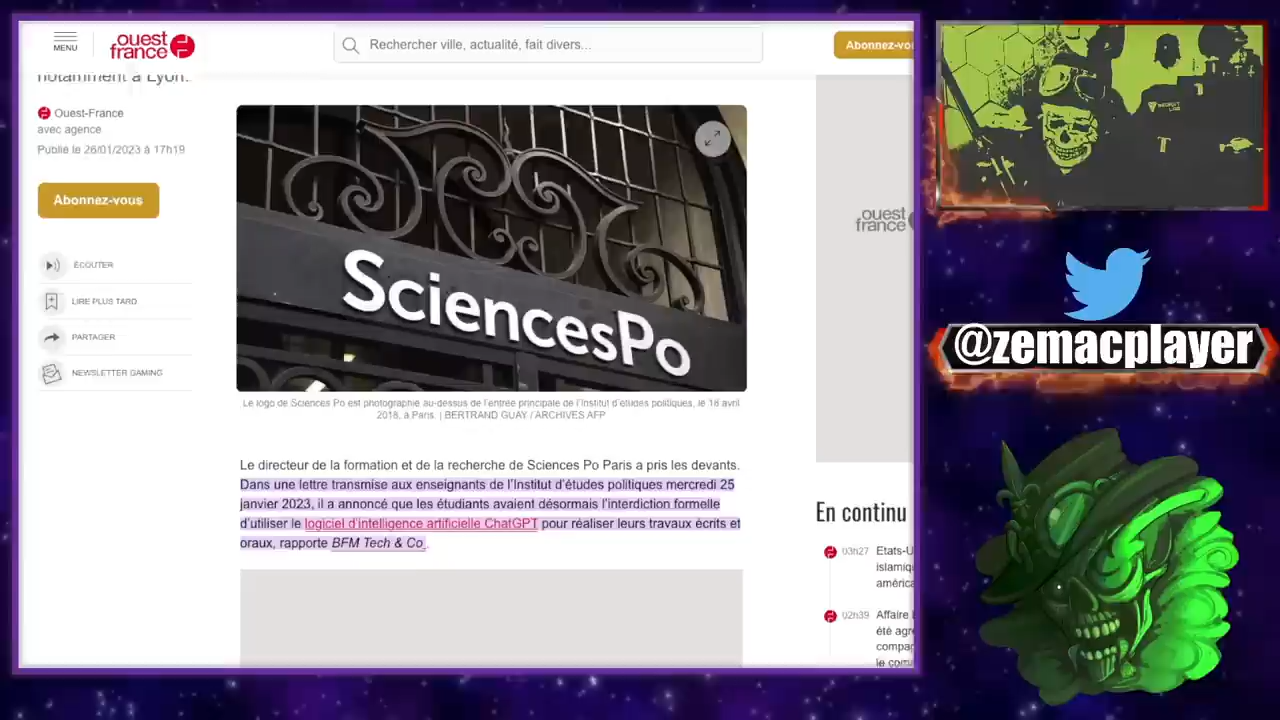 MENU
ouest
france
Rechercher ville, actualité, fait divers...
Abonnez-vou
notamment à Lyon.
Ouest-France
avec agence
Publié le 26/01/2023 à 17h19
Abonnez-vous
ÉCOUTER
LIRE PLUS TARD
PARTAGER
NEWSLETTER GAMING
SciencesPo
Le logo de Sciences Po est photographié au-dessus de l'entrée principale de l'Institut d'études politiques, le 18 avril
2018, à Paris. | BERTRAND GUAY / ARCHIVES AFP
Le directeur de la formation et de la recherche de Sciences Po Paris a pris les devants.
Dans une lettre transmise aux enseignants de l'Institut d'études politiques mercredi 25
janvier 2023, il a annoncé que les étudiants avaient désormais l'interdiction formelle
d'utiliser le logiciel d'intelligence artificielle ChatGPT pour réaliser leurs travaux écrits et
oraux, rapporte BFM Tech & Co.
ouest
france
En continu
03h27 Etats-U
islamiq
améric
02h39 Affaire
été agr
compa
le com
@zemacplayer